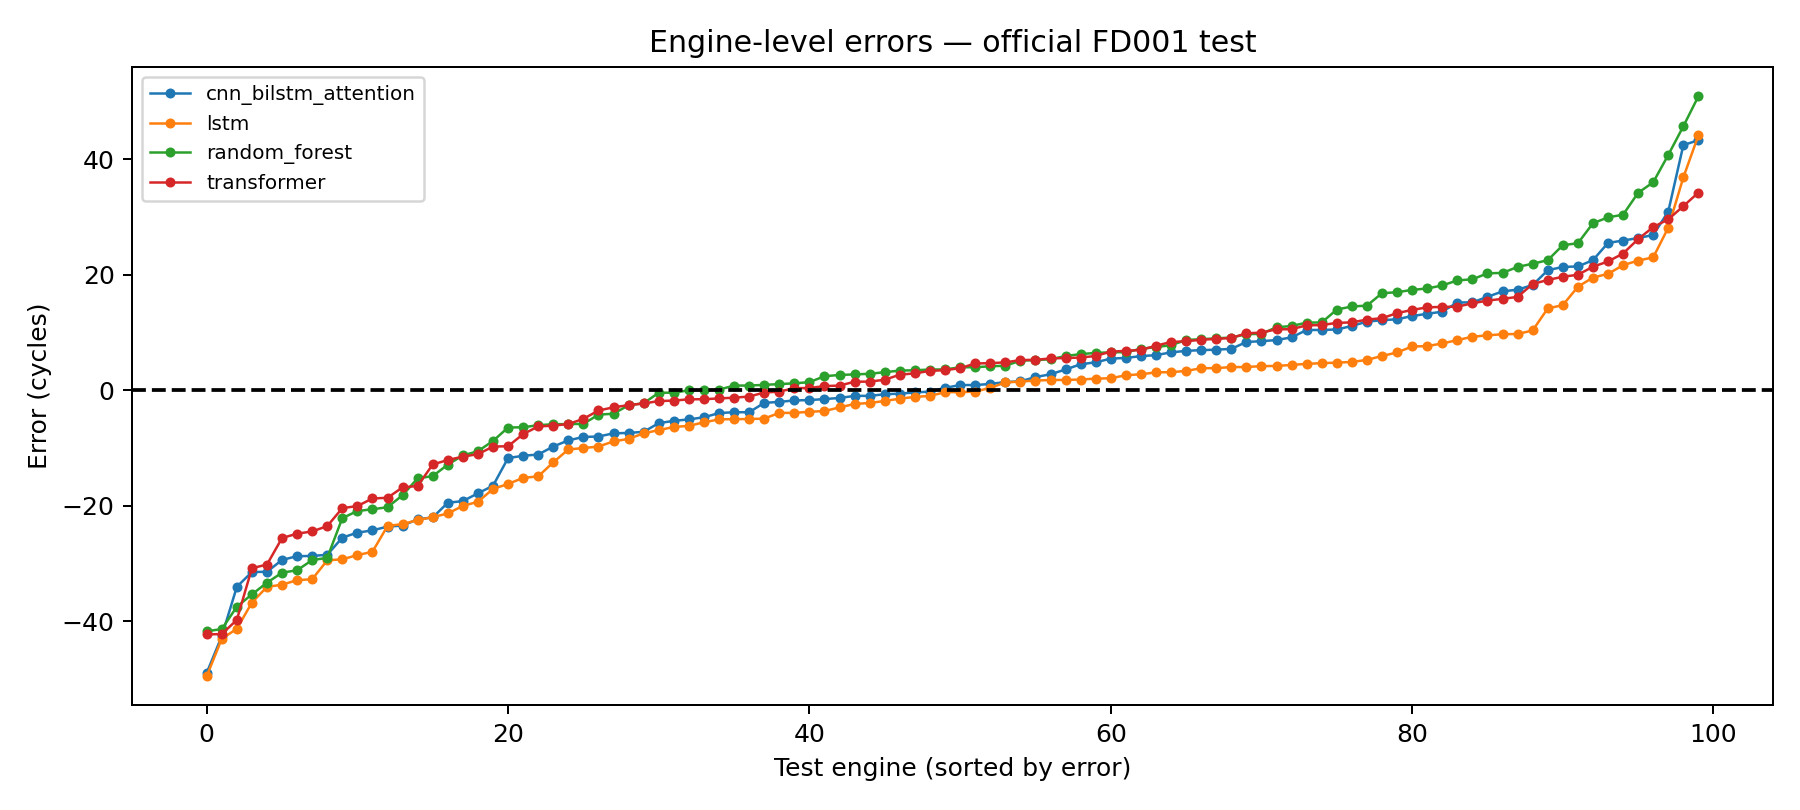 Engine-level errors — official FD001 test
cnn_bilstm_attention
lstm
random_forest
transformer
Error (cycles)
40
20
0
−20
−40
0 20 40 60 80 100
Test engine (sorted by error)